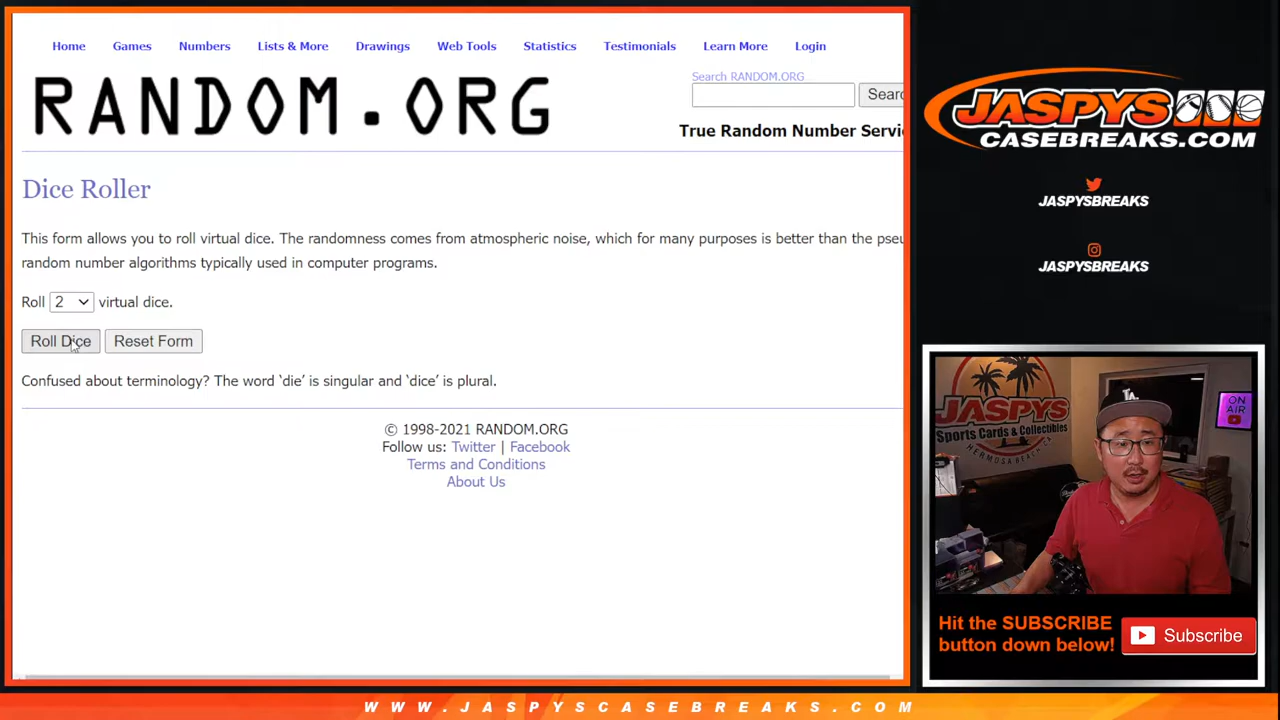 Home Games Numbers Lists & More Drawings Web Tools Statistics Testimonials Learn More Login
RANDOM.ORG
Search RANDOM.ORG
Searc
True Random Number Servi
Dice Roller
This form allows you to roll virtual dice. The randomness comes from atmospheric noise, which for many purposes is better than the pseu
random number algorithms typically used in computer programs.
Roll 2 virtual dice.
Roll Dice Reset Form
Confused about terminology? The word ‘die’ is singular and ‘dice’ is plural.
© 1998-2021 RANDOM.ORG
Follow us: Twitter | Facebook
Terms and Conditions
About Us
JASPYS
CASEBREAKS.COM
JASPYSBREAKS
JASPYSBREAKS
JASPYS
Sports Cards & Collectibles
HERMOSA BEACH, CA
LA
ON
AIR
Hit the SUBSCRIBE
button down below!
Subscribe
WWW.JASPYSCASEBREAKS.COM